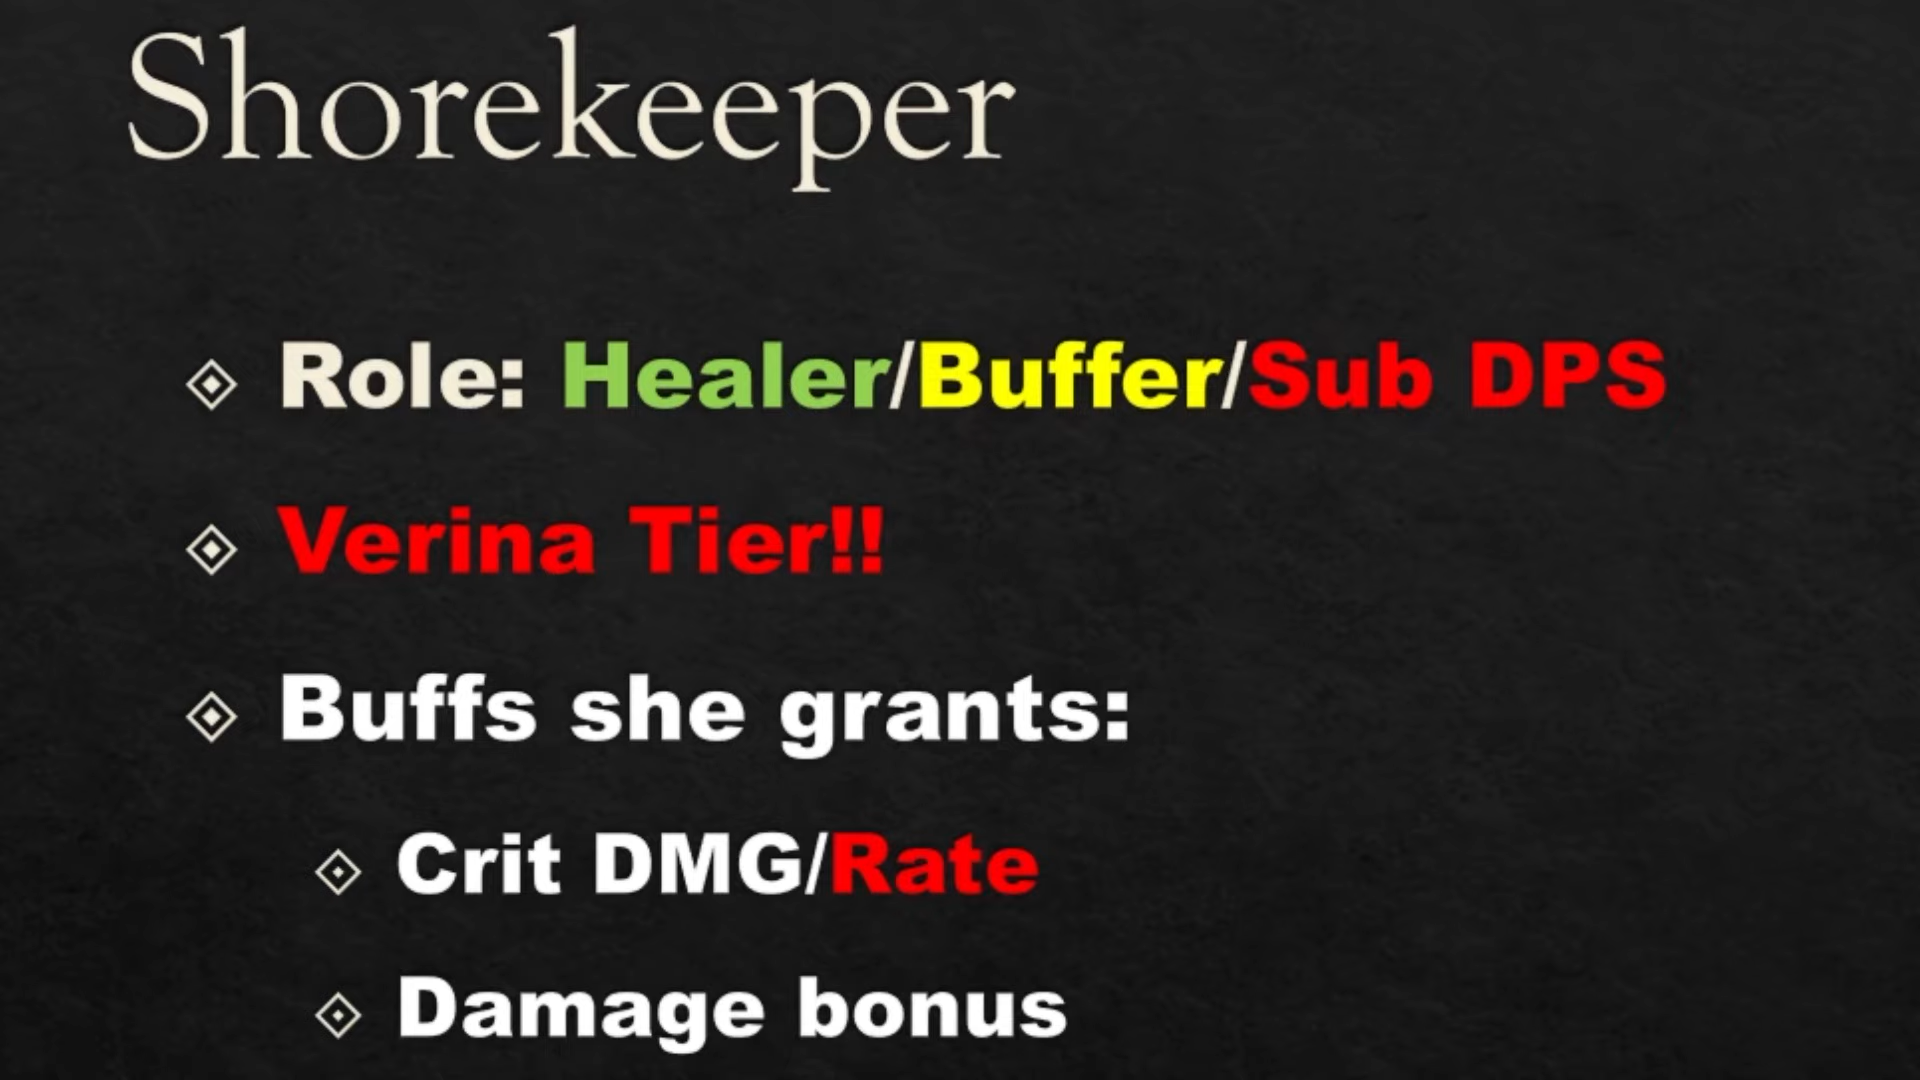 Shorekeeper
Role: Healer/Buffer/Sub DPS
Verina Tier!!
Buffs she grants:
Crit DMG/Rate
Damage bonus